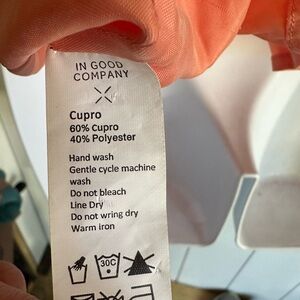 IN GOOD
COMPANY
Cupro
60% Cupro
40% Polyester
Hand wash
Gentle cycle machine
wash
Do not bleach
Line Dry
Do not wring dry
Warm iron
30C